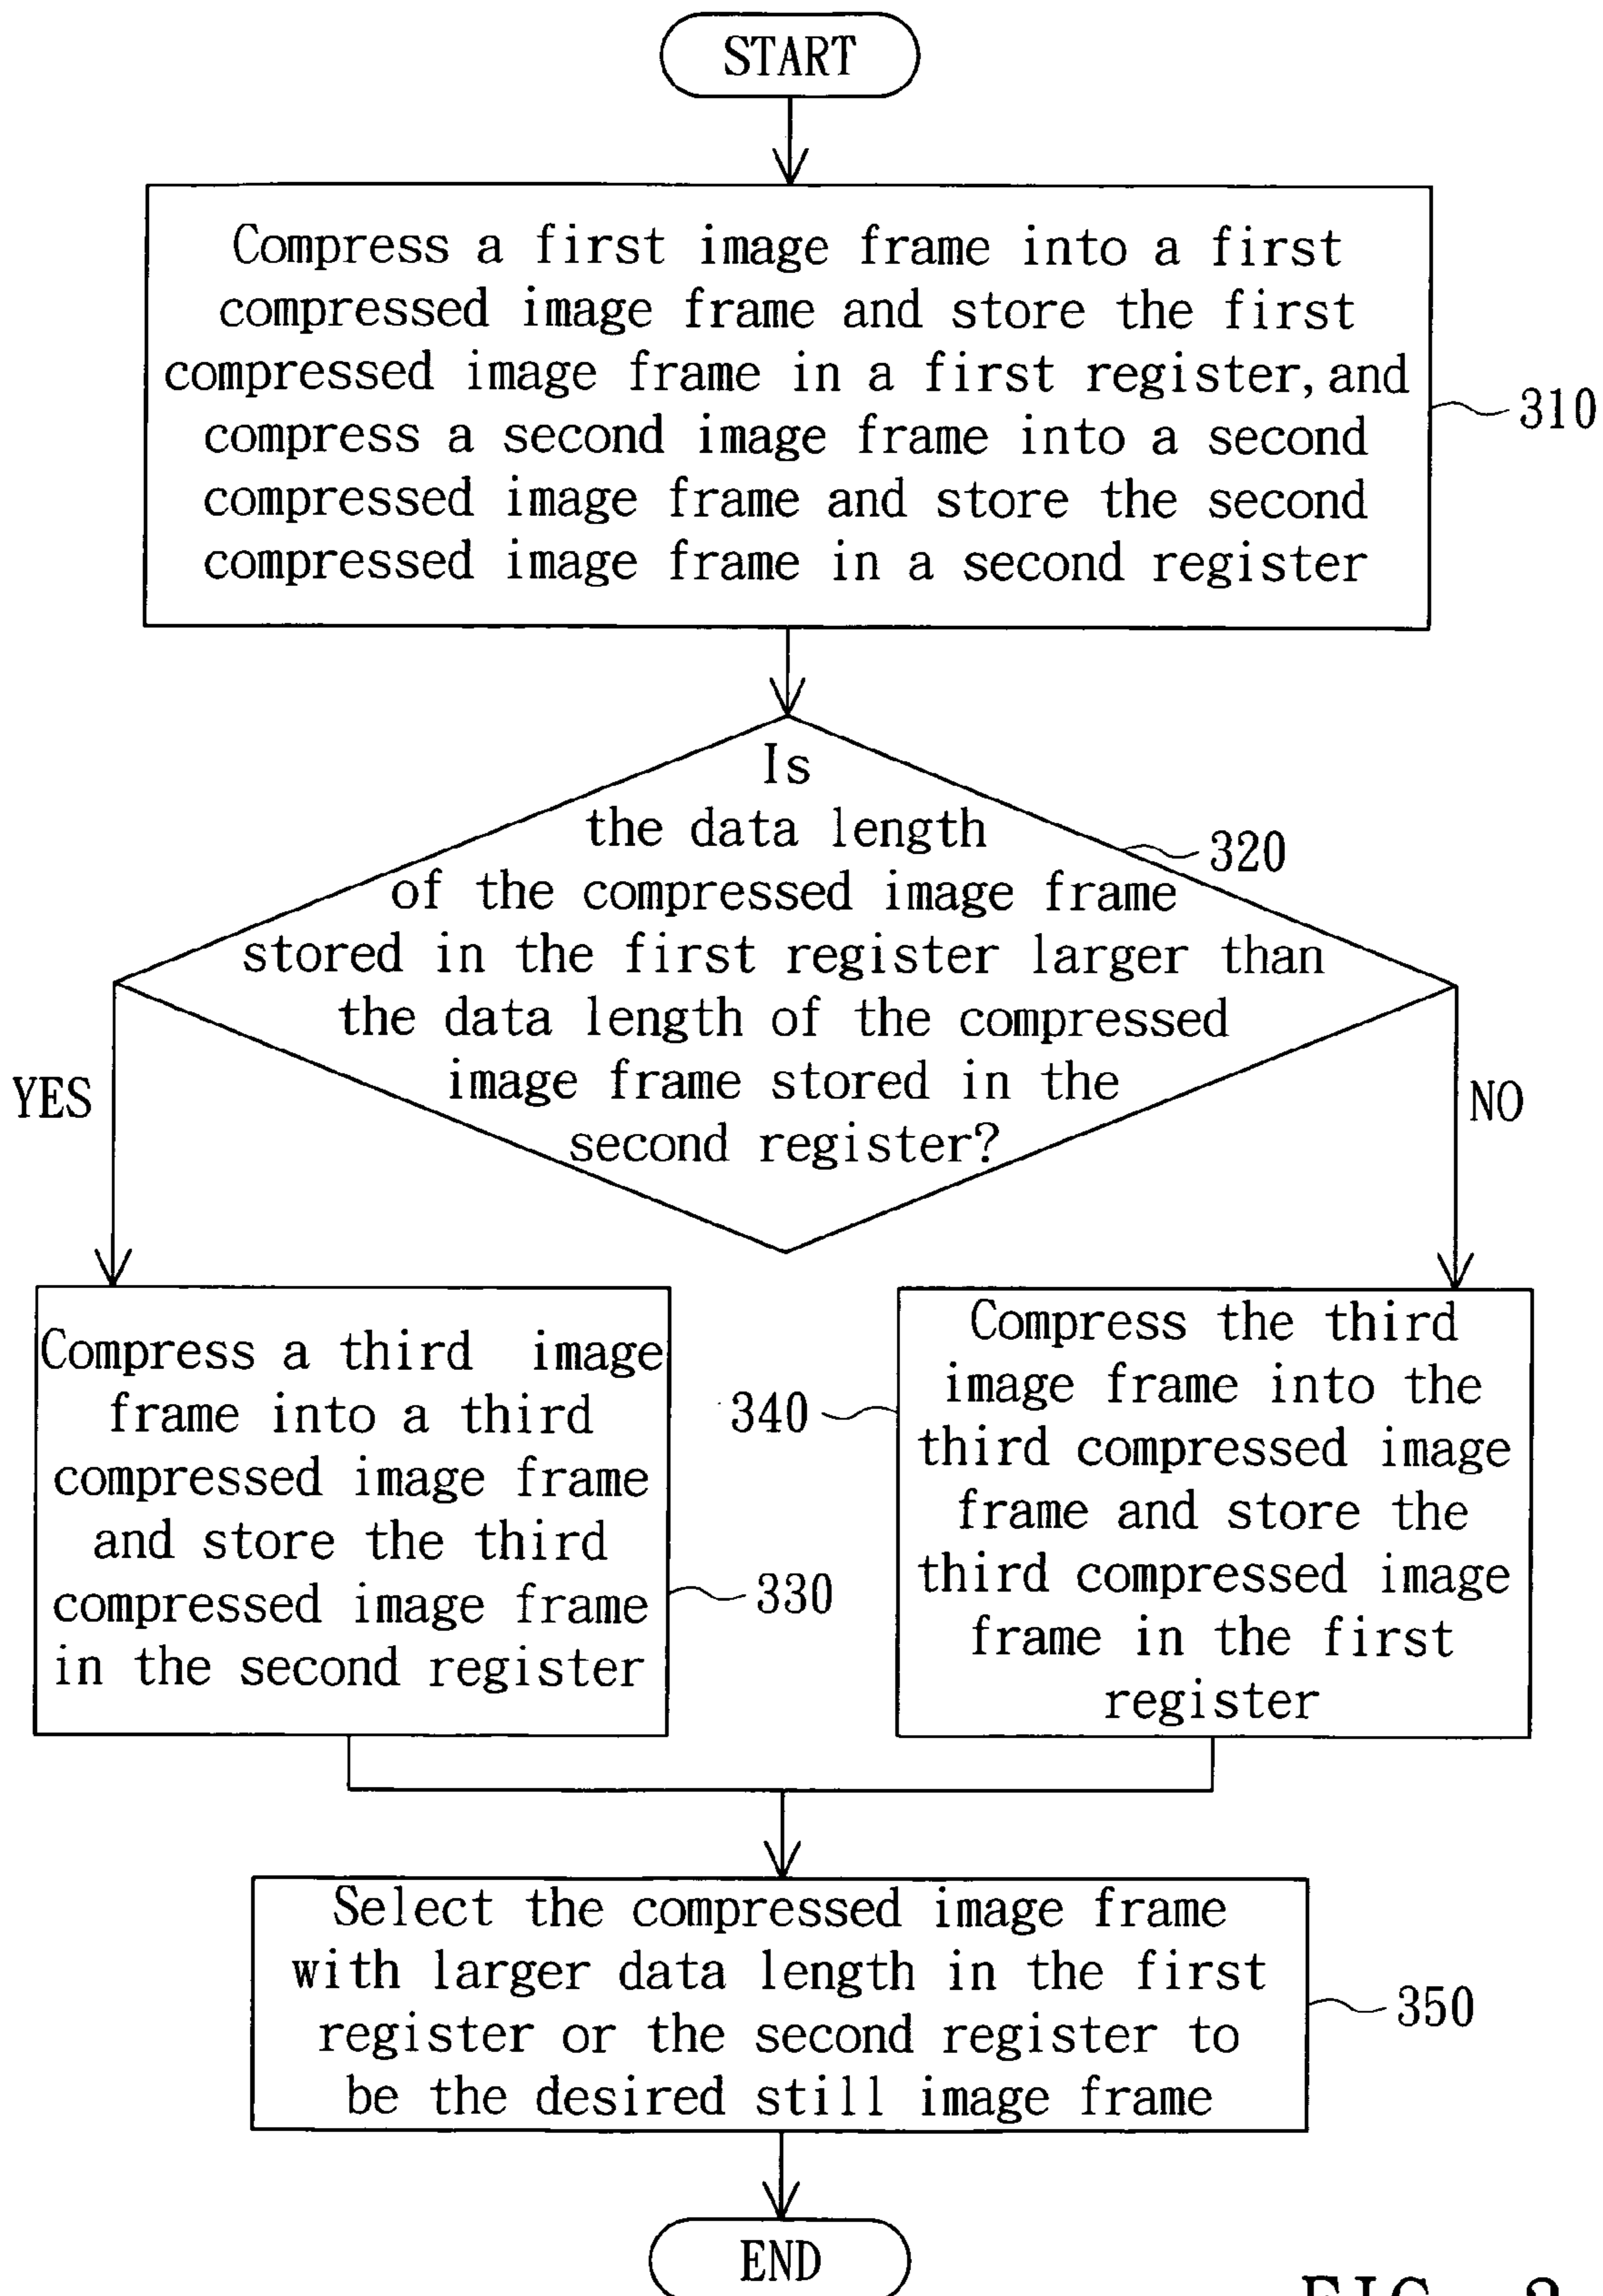 START
Compress a first image frame into a first
compressed image frame and store the first
compressed image frame in a first register, and
compress a second image frame into a second
compressed image frame and store the second
compressed image frame in a second register
310
Is
the data length
of the compressed image frame
stored in the first register larger than
the data length of the compressed
image frame stored in the
second register?
320
YES
NO
Compress a third image
frame into a third
compressed image frame
and store the third
compressed image frame
in the second register
330
Compress the third
image frame into the
third compressed image
frame and store the
third compressed image
frame in the first
register
340
Select the compressed image frame
with larger data length in the first
register or the second register to
be the desired still image frame
350
END
FIG.